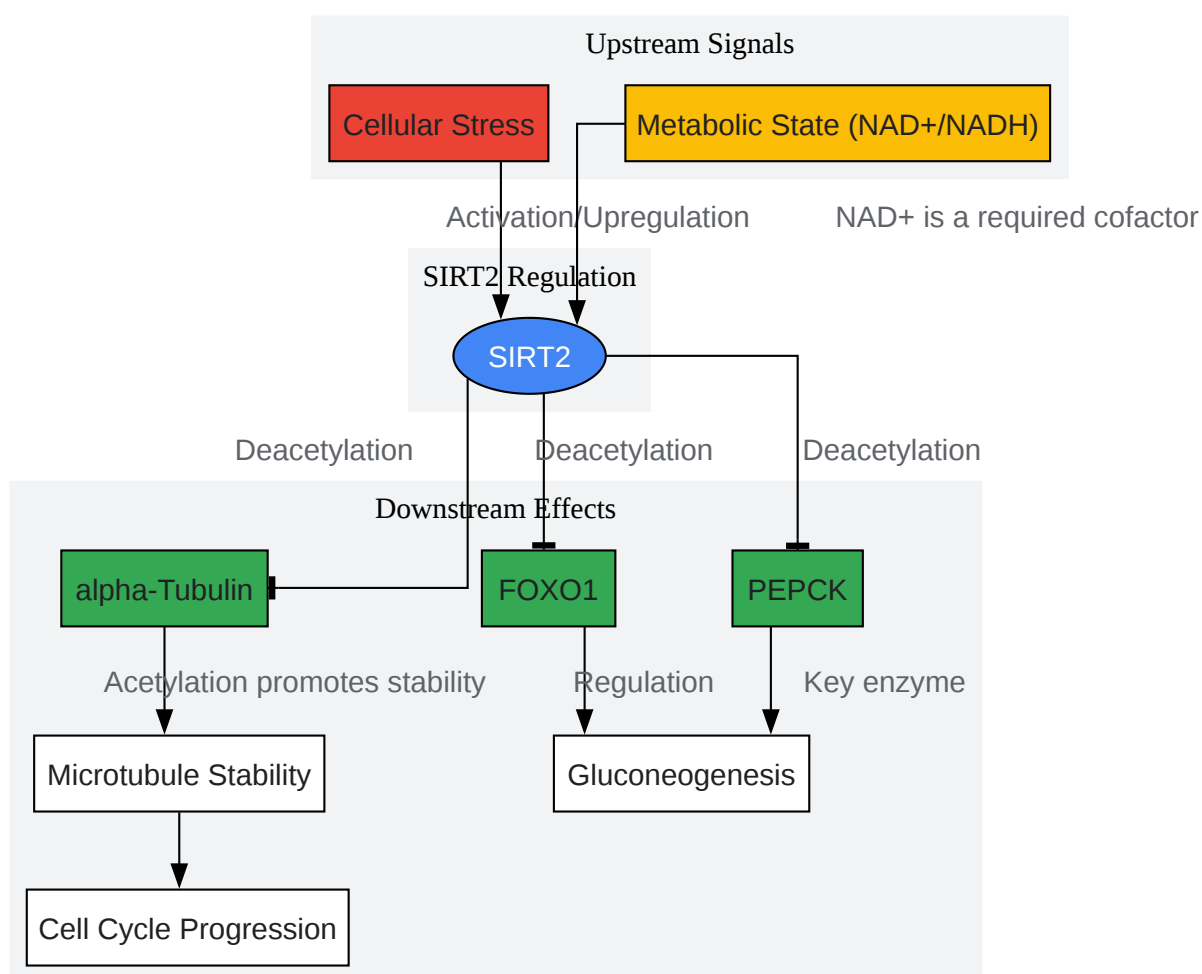 Upstream Signals
Cellular Stress
Metabolic State (NAD+/NADH)
Activation/Upregulation
NAD+ is a required cofactor
SIRT2 Regulation
SIRT2
Deacetylation
Deacetylation
Deacetylation
Downstream Effects
alpha-Tubulin
FOXO1
PEPCK
Acetylation promotes stability
Regulation
Key enzyme
Microtubule Stability
Gluconeogenesis
Cell Cycle Progression